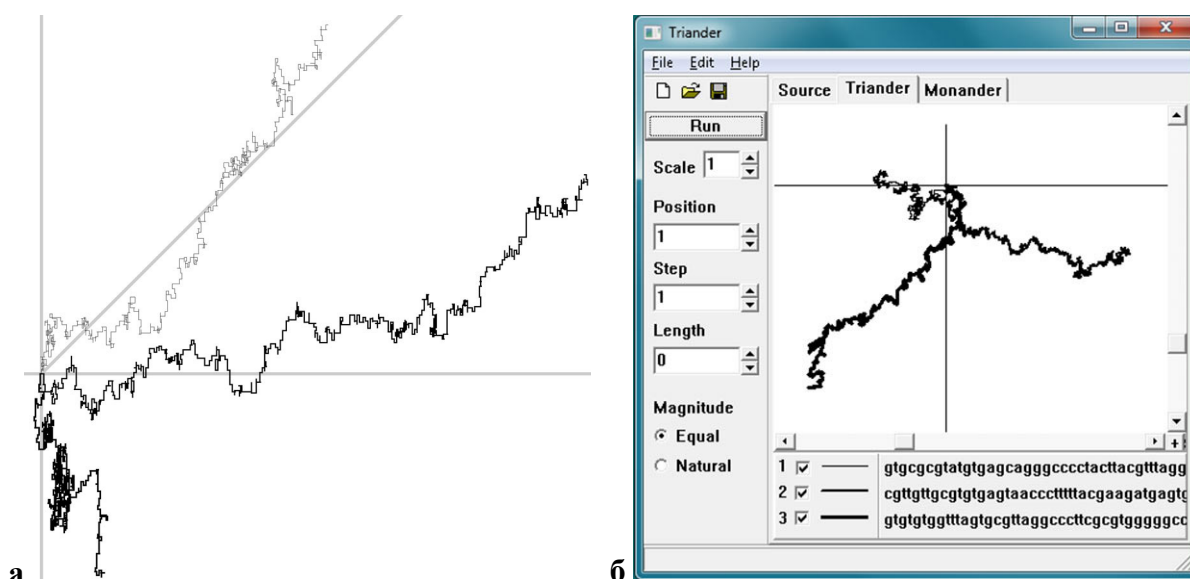 Triander
File Edit Help
Source Triander Monander
Run
Scale 1
Position
1
Step
1
Length
0
Magnitude
Equal
Natural
1 gtgcgcgtatgtgagcagggcccctacttacgtttagg
2 cgttgttgcgtgtgagtaaccctttttacgaagatgagtg
3 gtgtgtggtttagtgcgttaggcccttcgcgtgggggcc
а б